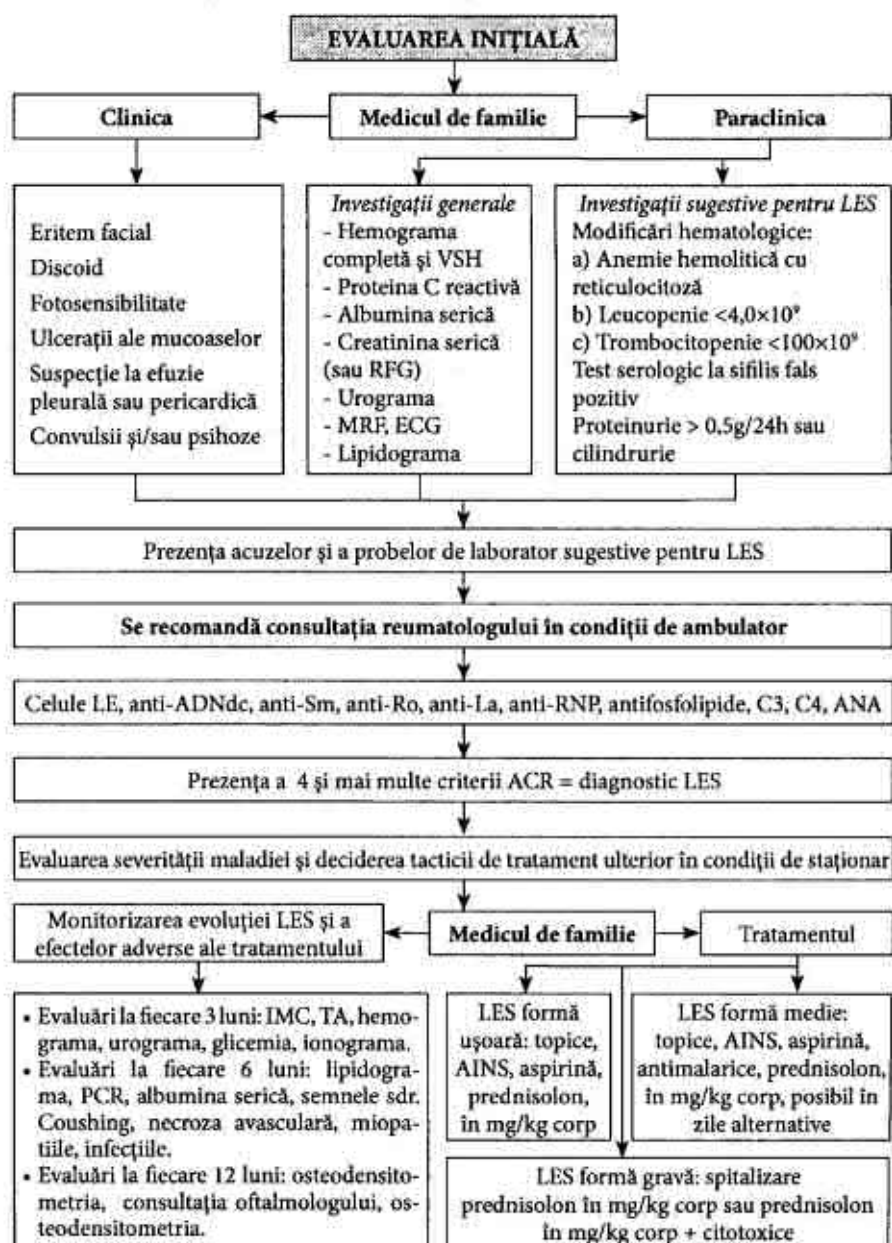 EVALUAREA INIȚIALĂ
Clinica
Medicul de familie
Paraclinica
Eritem facial
Discoid
Fotosensibilitate
Ulcerații ale mucoaselor
Suspecție la efuzie
pleurală sau pericardică
Convulsii și/sau psihoze
Investigații generale
- Hemograma
completă și VSH
- Proteina C reactivă
- Albumina serică
- Creatinina serică
(sau RFG)
- Urograma
- MRF, ECG
- Lipidograma
Investigații sugestive pentru LES
Modificări hematologice:
a) Anemie hemolitică cu
reticulocitoză
b) Leucopenie <4,0×10⁹
c) Trombocitopenie <100×10⁹
Test serologic la sifilis fals
pozitiv
Proteinurie > 0,5g/24h sau
cilindrurie
Prezența acuzelor și a probelor de laborator sugestive pentru LES
Se recomandă consultația reumatologului în condiții de ambulator
Celule LE, anti-ADNdc, anti-Sm, anti-Ro, anti-La, anti-RNP, antifosfolipide, C3, C4, ANA
Prezența a 4 și mai multe criterii ACR = diagnostic LES
Evaluarea severității maladiei și deciderea tacticii de tratament ulterior în condiții de staționar
Monitorizarea evoluției LES și a
efectelor adverse ale tratamentului
Medicul de familie
Tratamentul
• Evaluări la fiecare 3 luni: IMC, TA, hemo-
grama, urograma, glicemia, ionograma.
• Evaluări la fiecare 6 luni: lipidogra-
ma, PCR, albumina serică, semnele sdr.
Coushing, necroza avasculară, miopa-
tiile, infecțiile.
• Evaluări la fiecare 12 luni: osteodensito-
metria, consultația oftalmologului, os-
teodensitometria.
LES formă
ușoară: topice,
AINS, aspirină,
prednisolon,
în mg/kg corp
LES formă medie:
topice, AINS, aspirină,
antimalarice, prednisolon,
în mg/kg corp, posibil în
zile alternative
LES formă gravă: spitalizare
prednisolon în mg/kg corp sau prednisolon
în mg/kg corp + citotoxice